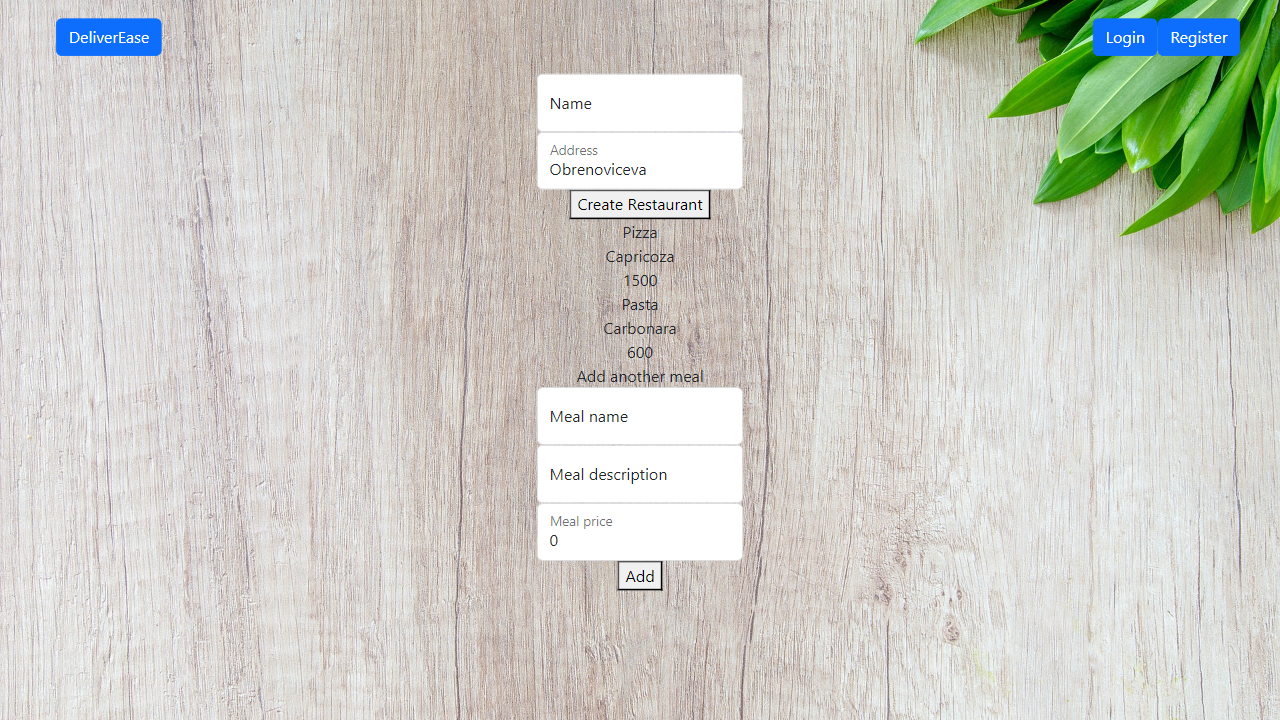 DeliverEase
Login Register
Name
Address
Obrenoviceva
Create Restaurant
Pizza
Capricoza
1500
Pasta
Carbonara
600
Add another meal
Meal name
Meal description
Meal price
0
Add